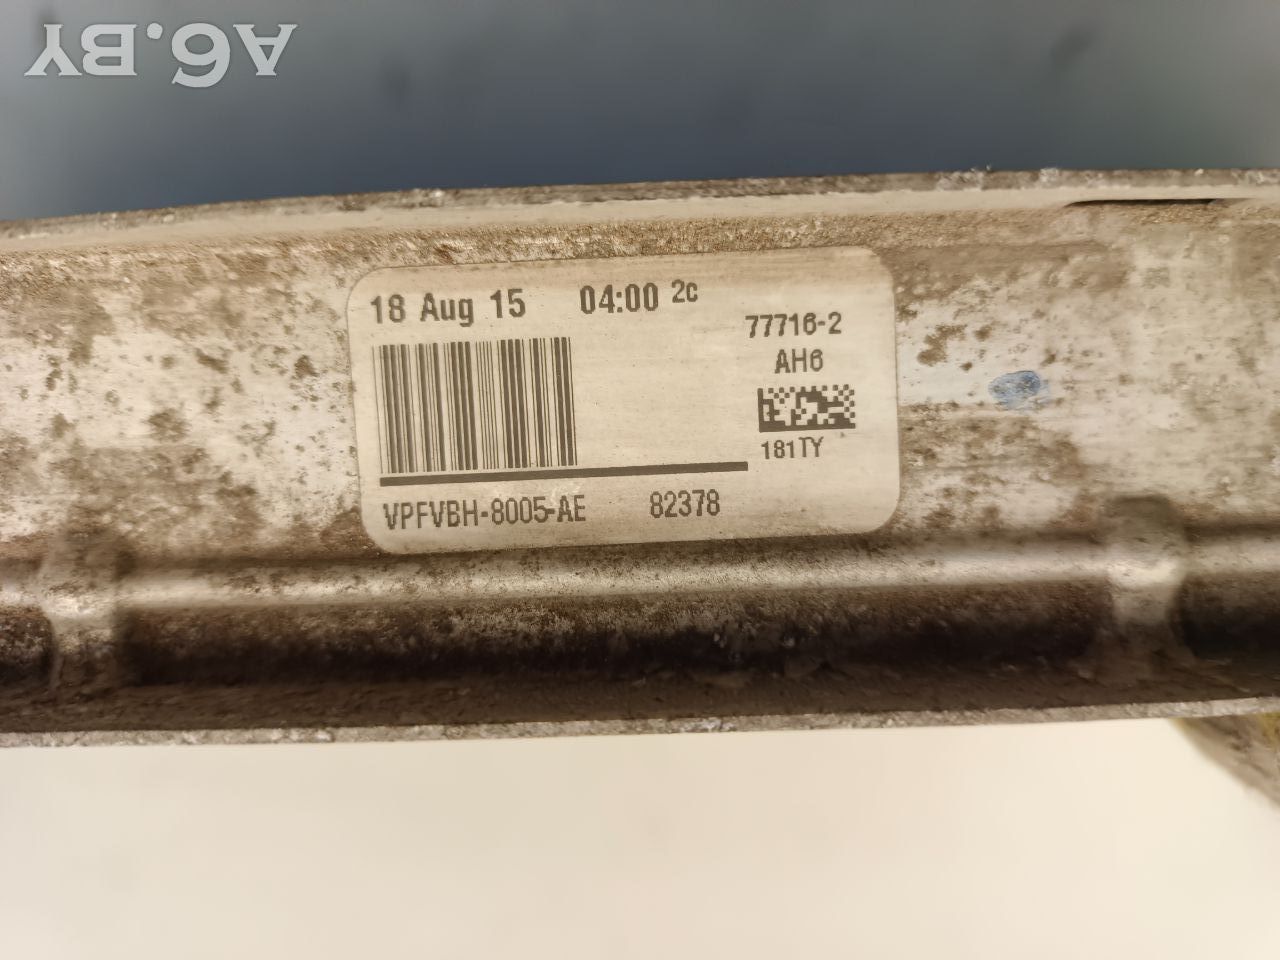 A6.BY
18 Aug 15 04:00 2c
77716-2
AH6
181TY
VPFVBH-8005-AE 82378